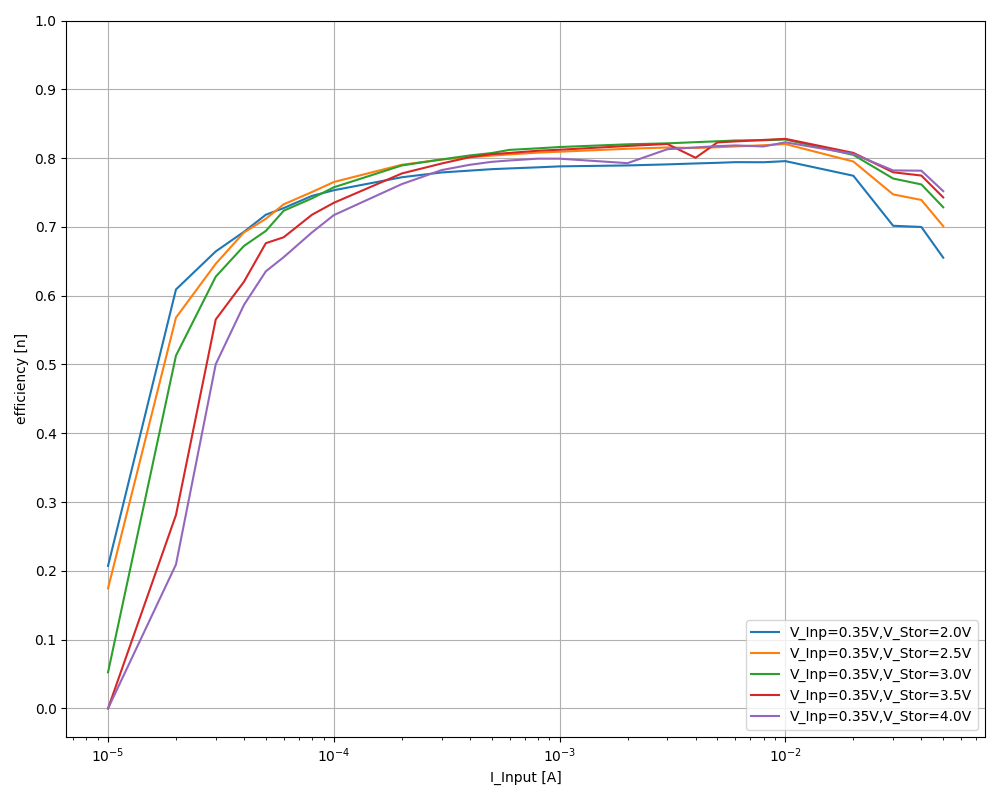 1.0
0.9
0.8
0.7
0.6
0.5
0.4
0.3
0.2
0.1
0.0
efficiency [n]
V_Inp=0.35V,V_Stor=2.0V
V_Inp=0.35V,V_Stor=2.5V
V_Inp=0.35V,V_Stor=3.0V
V_Inp=0.35V,V_Stor=3.5V
V_Inp=0.35V,V_Stor=4.0V
10⁻⁵ 10⁻⁴ 10⁻³ 10⁻²
I_Input [A]